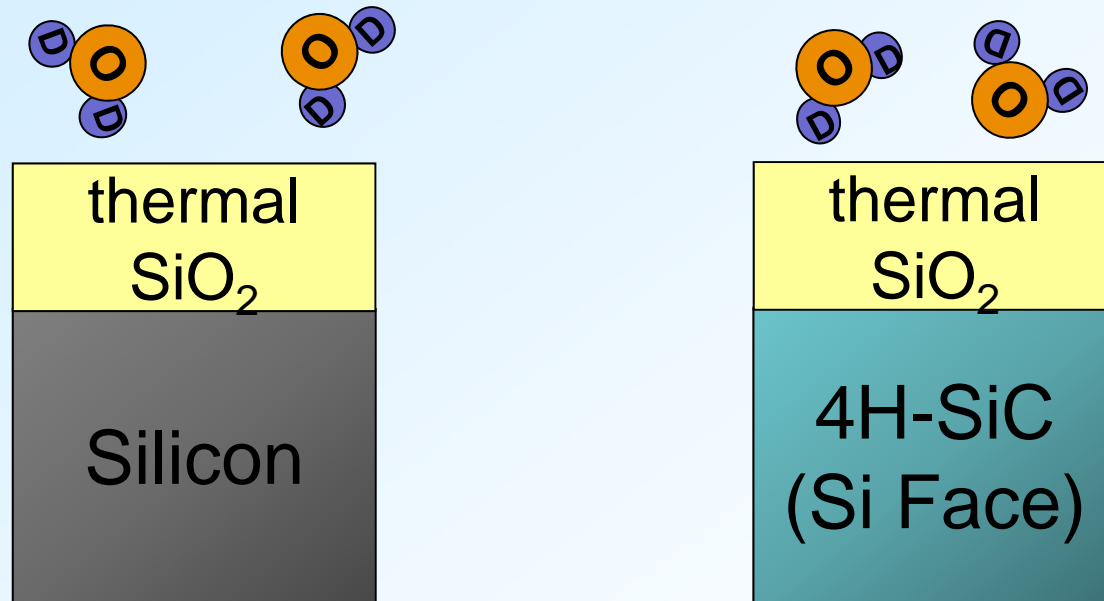 D O D
O D D
O D D
D O D
thermal
SiO₂
Silicon
thermal
SiO₂
4H-SiC
(Si Face)